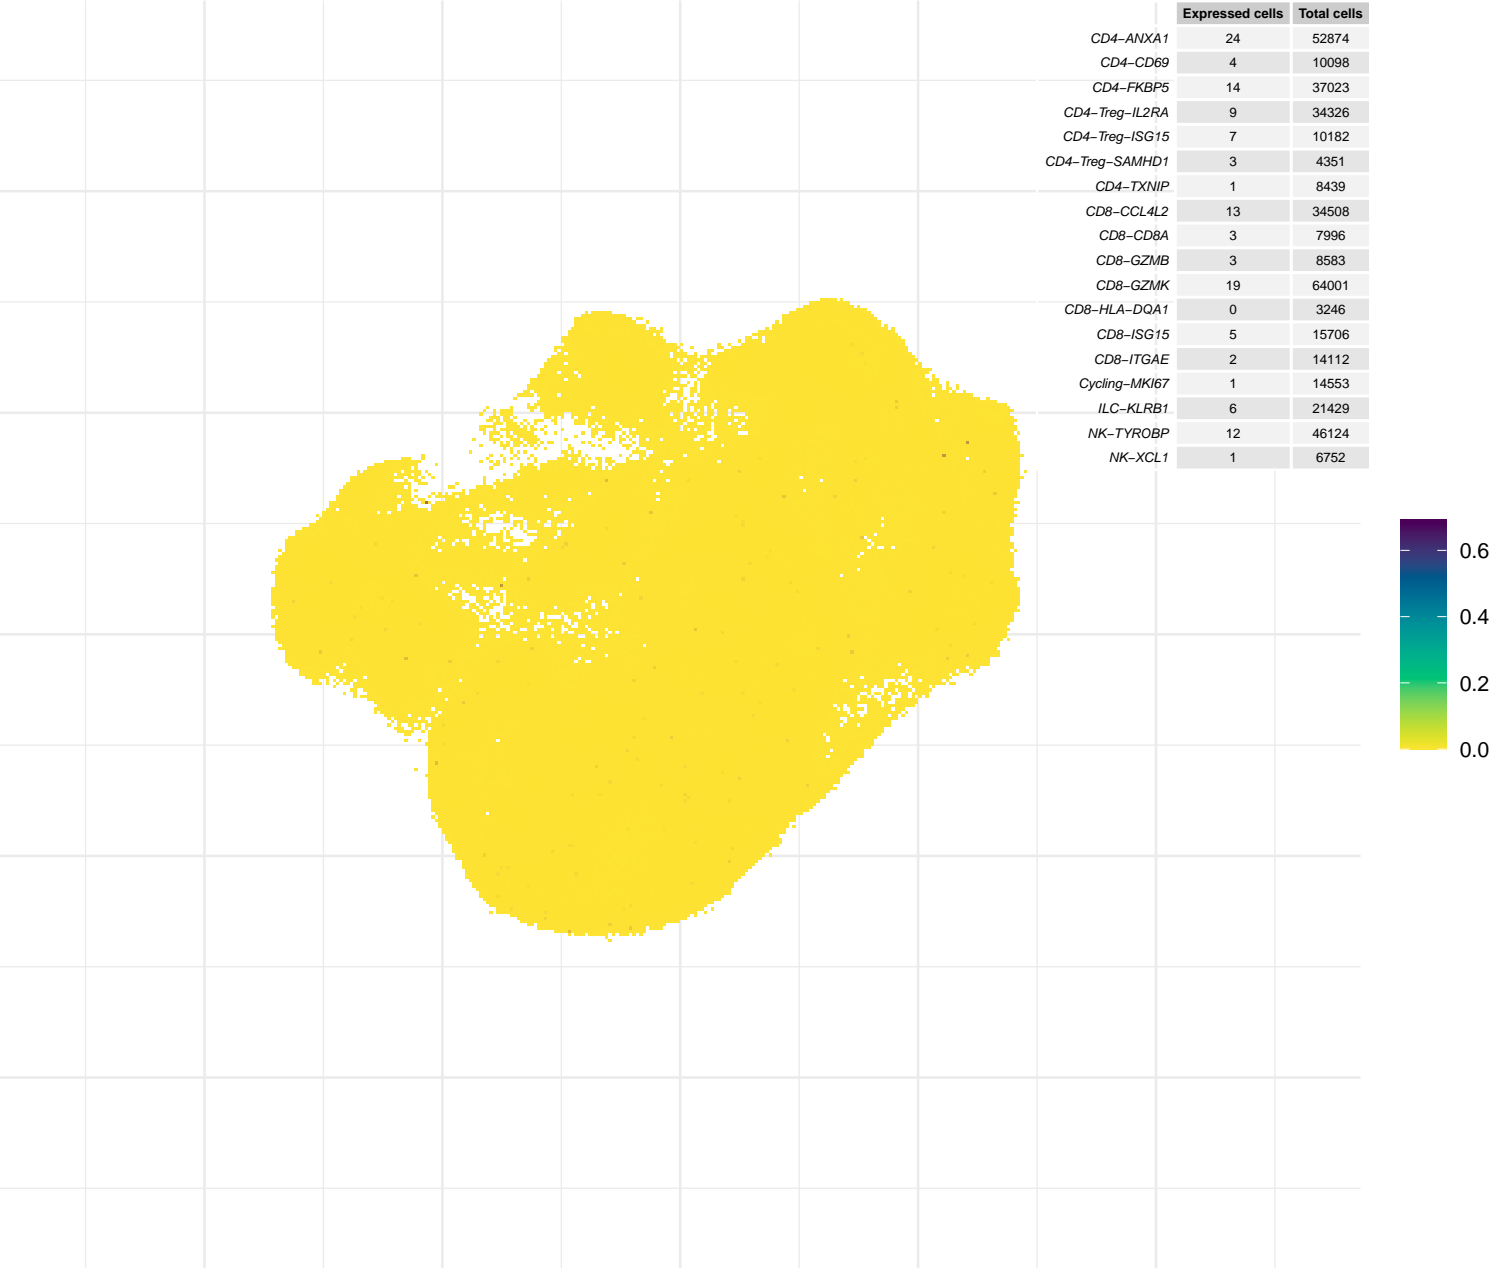 Expressed cells Total cells
CD4−ANXA1 24 52874
CD4−CD69 4 10098
CD4−FKBP5 14 37023
CD4−Treg−IL2RA 9 34326
CD4−Treg−ISG15 7 10182
CD4−Treg−SAMHD1 3 4351
CD4−TXNIP 1 8439
CD8−CCL4L2 13 34508
CD8−CD8A 3 7996
CD8−GZMB 3 8583
CD8−GZMK 19 64001
CD8−HLA−DQA1 0 3246
CD8−ISG15 5 15706
CD8−ITGAE 2 14112
Cycling−MKI67 1 14553
ILC−KLRB1 6 21429
NK−TYROBP 12 46124
NK−XCL1 1 6752
0.6
0.4
0.2
0.0